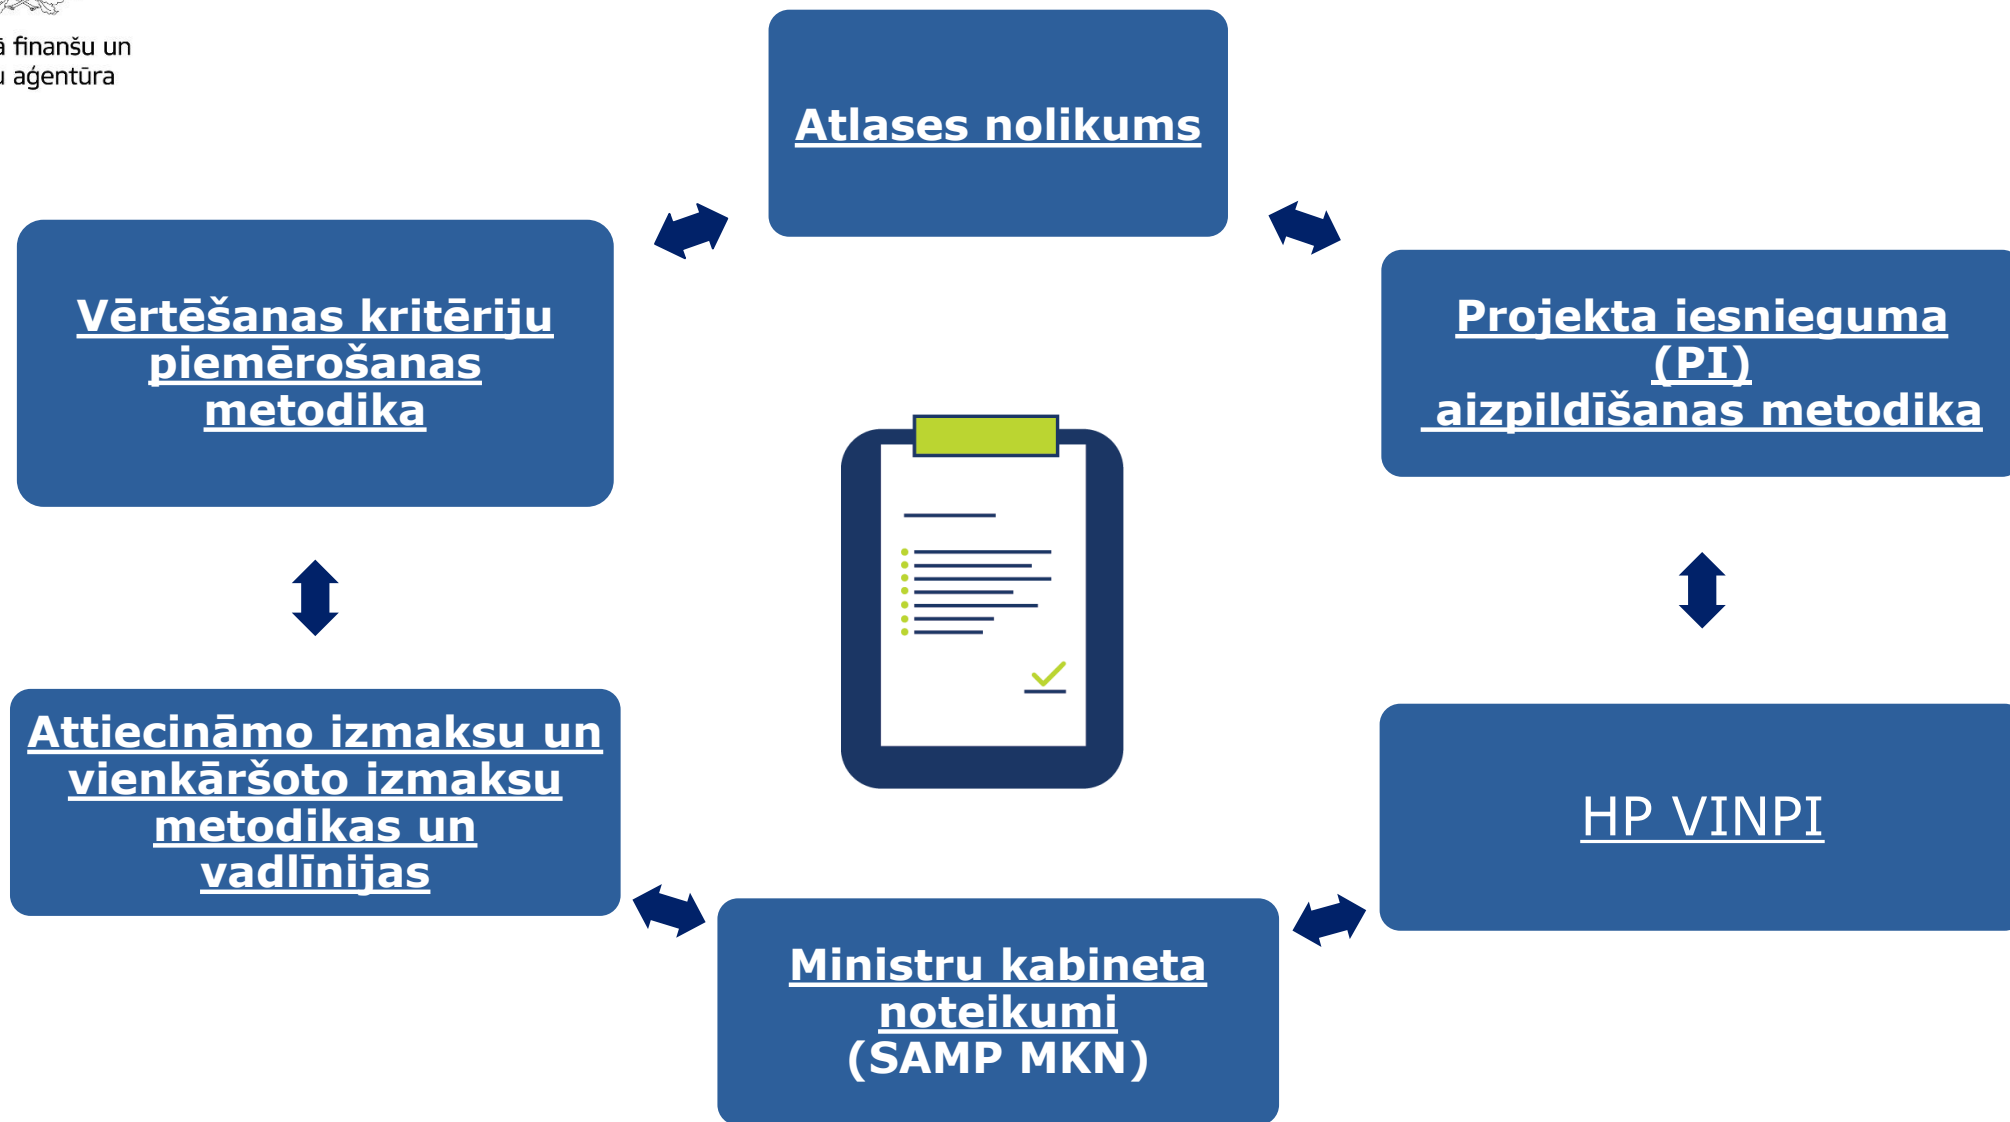 ā finanšu un
u aģentūra
Atlases nolikums
Vērtēšanas kritēriju
piemērošanas
metodika
Projekta iesnieguma
(PI)
aizpildīšanas metodika
Attiecināmo izmaksu un
vienkāršoto izmaksu
metodikas un
vadlīnijas
HP VINPI
Ministru kabineta
noteikumi
(SAMP MKN)